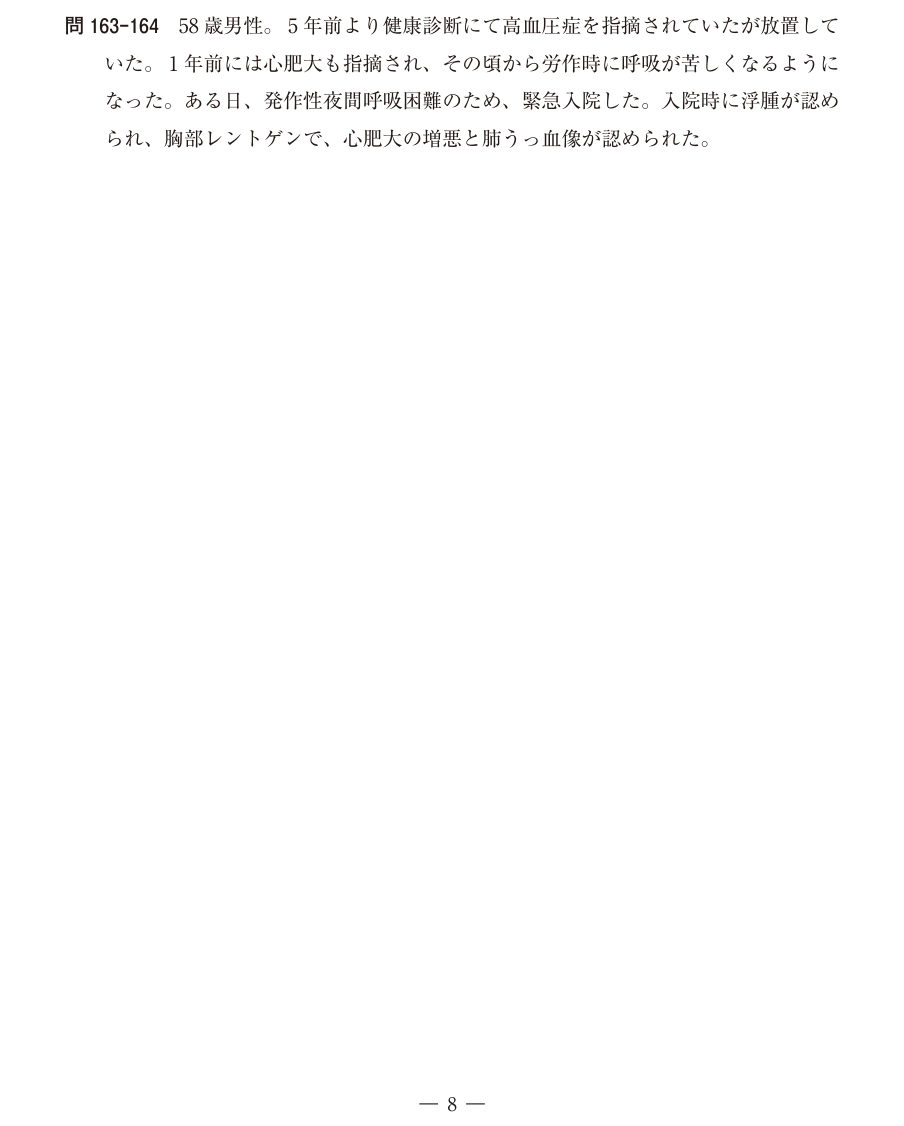 問 163-164　58 歳男性。５年前より健康診断にて高血圧症を指摘されていたが放置して
いた。１年前には心肥大も指摘され、その頃から労作時に呼吸が苦しくなるように
なった。ある日、発作性夜間呼吸困難のため、緊急入院した。入院時に浮腫が認め
られ、胸部レントゲンで、心肥大の増悪と肺うっ血像が認められた。
— 8 —